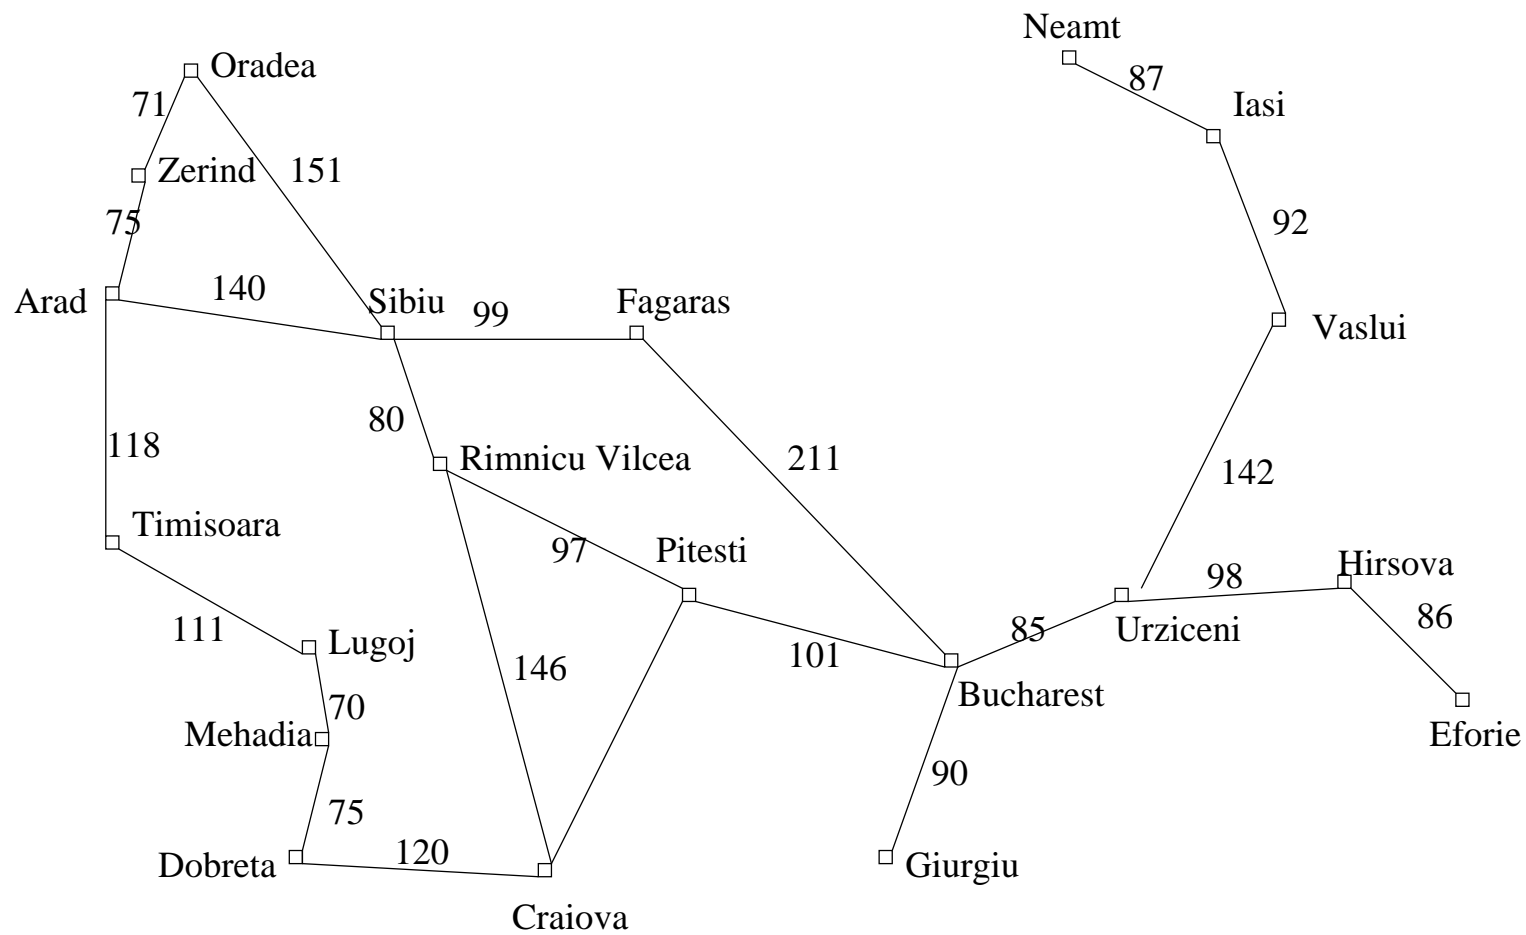 Neamt
Oradea
87
71
Iasi
Zerind
151
75
92
140
Arad
Sibiu
99
Fagaras
Vaslui
80
118
Rimnicu Vilcea
211
142
Timisoara
97
Pitesti
Hirsova
98
86
111
Lugoj
85
Urziceni
146
101
Bucharest
70
Mehadia
Eforie
90
75
120
Dobreta
Giurgiu
Craiova